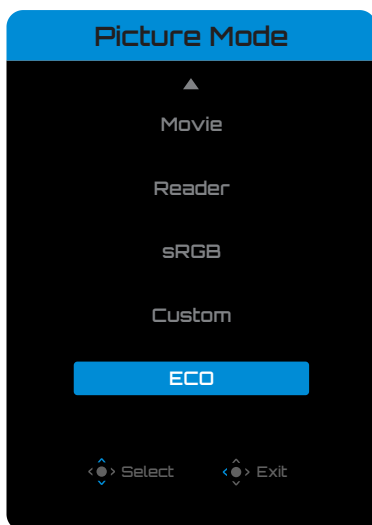 Picture Mode
Movie
Reader
sRGB
Custom
ECO
Select Exit